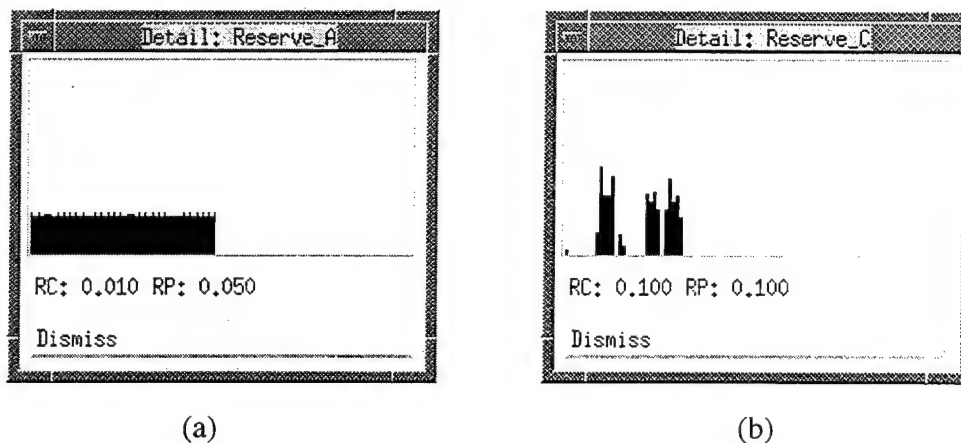 Detail: Reserve_A
RC: 0.010 RP: 0.050
Dismiss
(a)
Detail: Reserve_C
RC: 0.100 RP: 0.100
Dismiss
(b)